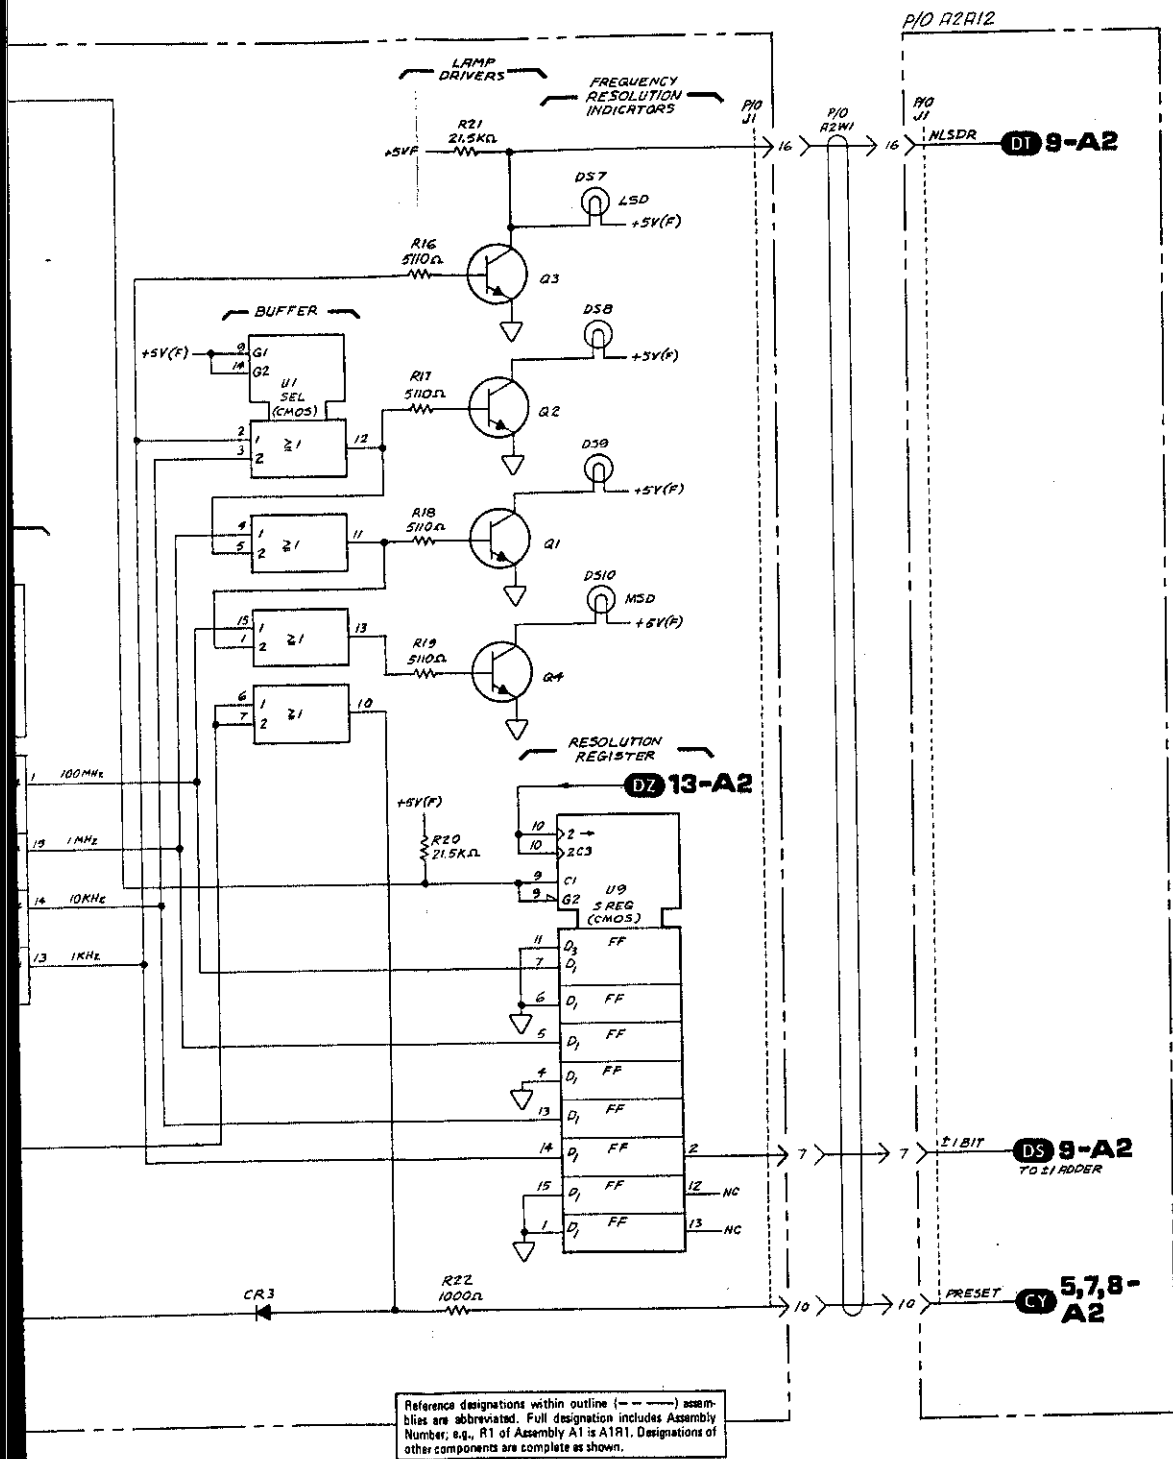 P/O A2A12
LAMP
DRIVERS
FREQUENCY
RESOLUTION
INDICATORS
P/O
J1
P/O
A2W1
P/O
J1
R21
21.5KΩ
+5VF
16
16
NLSDR
DT 9-A2
DS7
LSD
+5V(F)
R16
5110Ω
Q3
BUFFER
DS8
+5V(F)
9
G1
14
G2
U1
SEL
(CMOS)
+5V(F)
R17
5110Ω
Q2
2
1
3
2
≥1
12
DS9
+5V(F)
R18
5110Ω
Q1
4
1
5
2
≥1
11
DS10
MSD
+5V(F)
15
1
1
2
≥1
13
R19
5110Ω
Q4
6
1
7
2
≥1
10
RESOLUTION
REGISTER
1
100MHz
DZ 13-A2
+5V(F)
R20
21.5KΩ
10
2 →
10
2C3
15
1MHz
9
C1
9
G2
U9
S REG
(CMOS)
14
10KHz
11
D3
FF
7
D1
13
1KHz
6
D1
FF
5
D1
FF
4
D1
FF
13
D1
FF
14
D1
FF
2
7
7
±1 BIT
DS 9-A2
TO ±1 ADDER
15
D1
FF
12
NC
1
D1
FF
13
NC
CR3
R22
1000Ω
10
10
PRESET
CY 5,7,8-
A2
Reference designations within outline (— — ——) assem-
blies are abbreviated. Full designation includes Assembly
Number; e.g., R1 of Assembly A1 is A1R1. Designations of
other components are complete as shown.